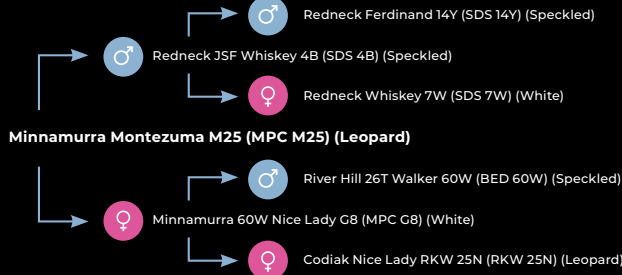 Redneck Ferdinand 14Y (SDS 14Y) (Speckled)
Redneck JSF Whiskey 4B (SDS 4B) (Speckled)
Redneck Whiskey 7W (SDS 7W) (White)
Minnamurra Montezuma M25 (MPC M25) (Leopard)
River Hill 26T Walker 60W (BED 60W) (Speckled)
Minnamurra 60W Nice Lady G8 (MPC G8) (White)
Codiak Nice Lady RKW 25N (RKW 25N) (Leopard)